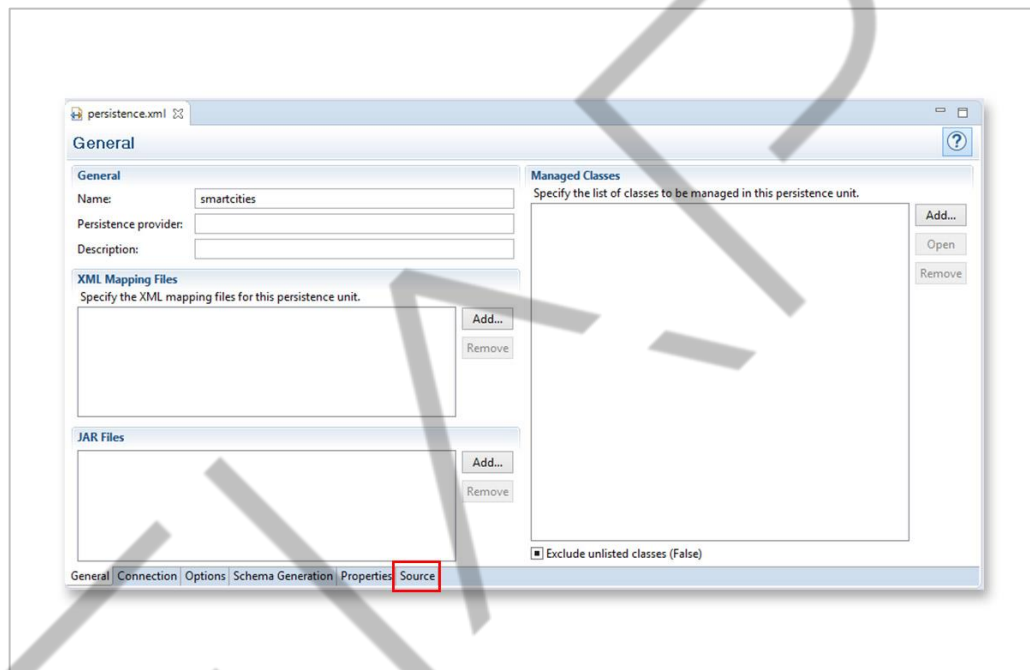 persistence.xml
General
General
Name: smartcities
Persistence provider:
Description:
XML Mapping Files
Specify the XML mapping files for this persistence unit.
Add...
Remove
JAR Files
Add...
Remove
Managed Classes
Specify the list of classes to be managed in this persistence unit.
Add...
Open
Remove
Exclude unlisted classes (False)
General Connection Options Schema Generation Properties Source